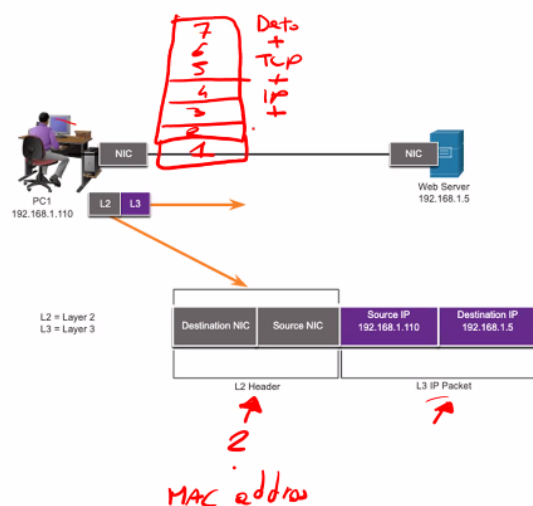 7 Dato
+
6
5 TCP
+
4 IP
3 +
2
NIC 1 NIC
PC1
192.168.1.110
L2 L3
Web Server
192.168.1.5
L2 = Layer 2
L3 = Layer 3
Destination NIC Source NIC Source IP
192.168.1.110 Destination IP
192.168.1.5
L2 Header L3 IP Packet
2
MAC addres